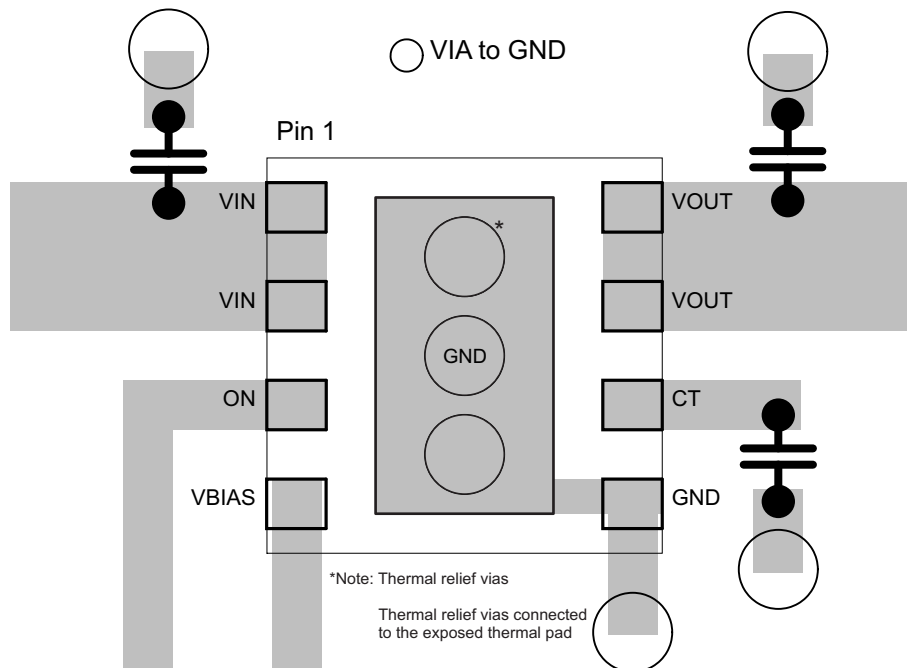 VIA to GND
Pin 1
VIN
VOUT
*
VIN
VOUT
GND
ON
CT
VBIAS
GND
*Note: Thermal relief vias
Thermal relief vias connected
to the exposed thermal pad